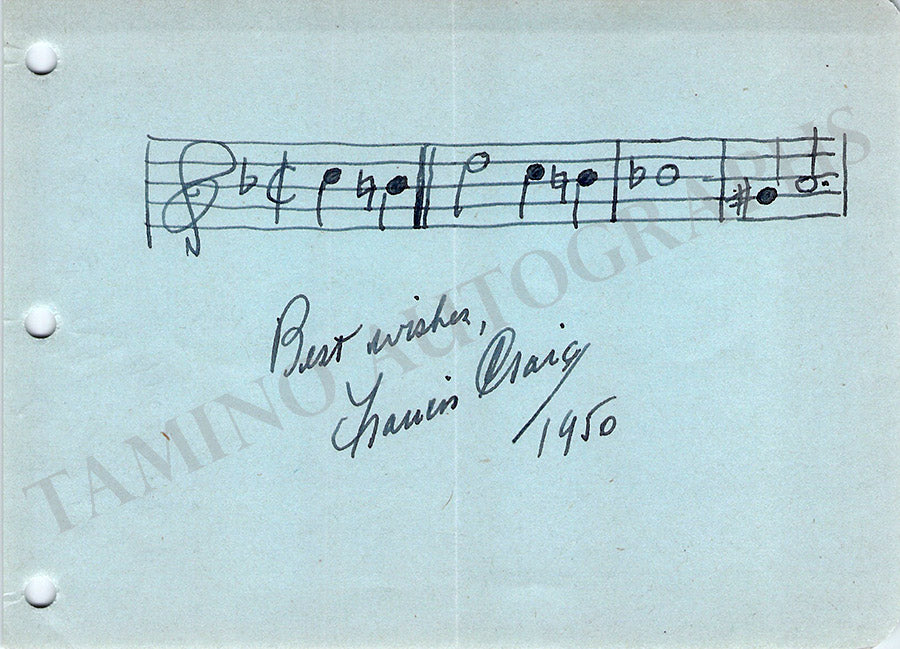 Best wishes,
Francis Craig
1950
TAMINO AUTOGRAPHS